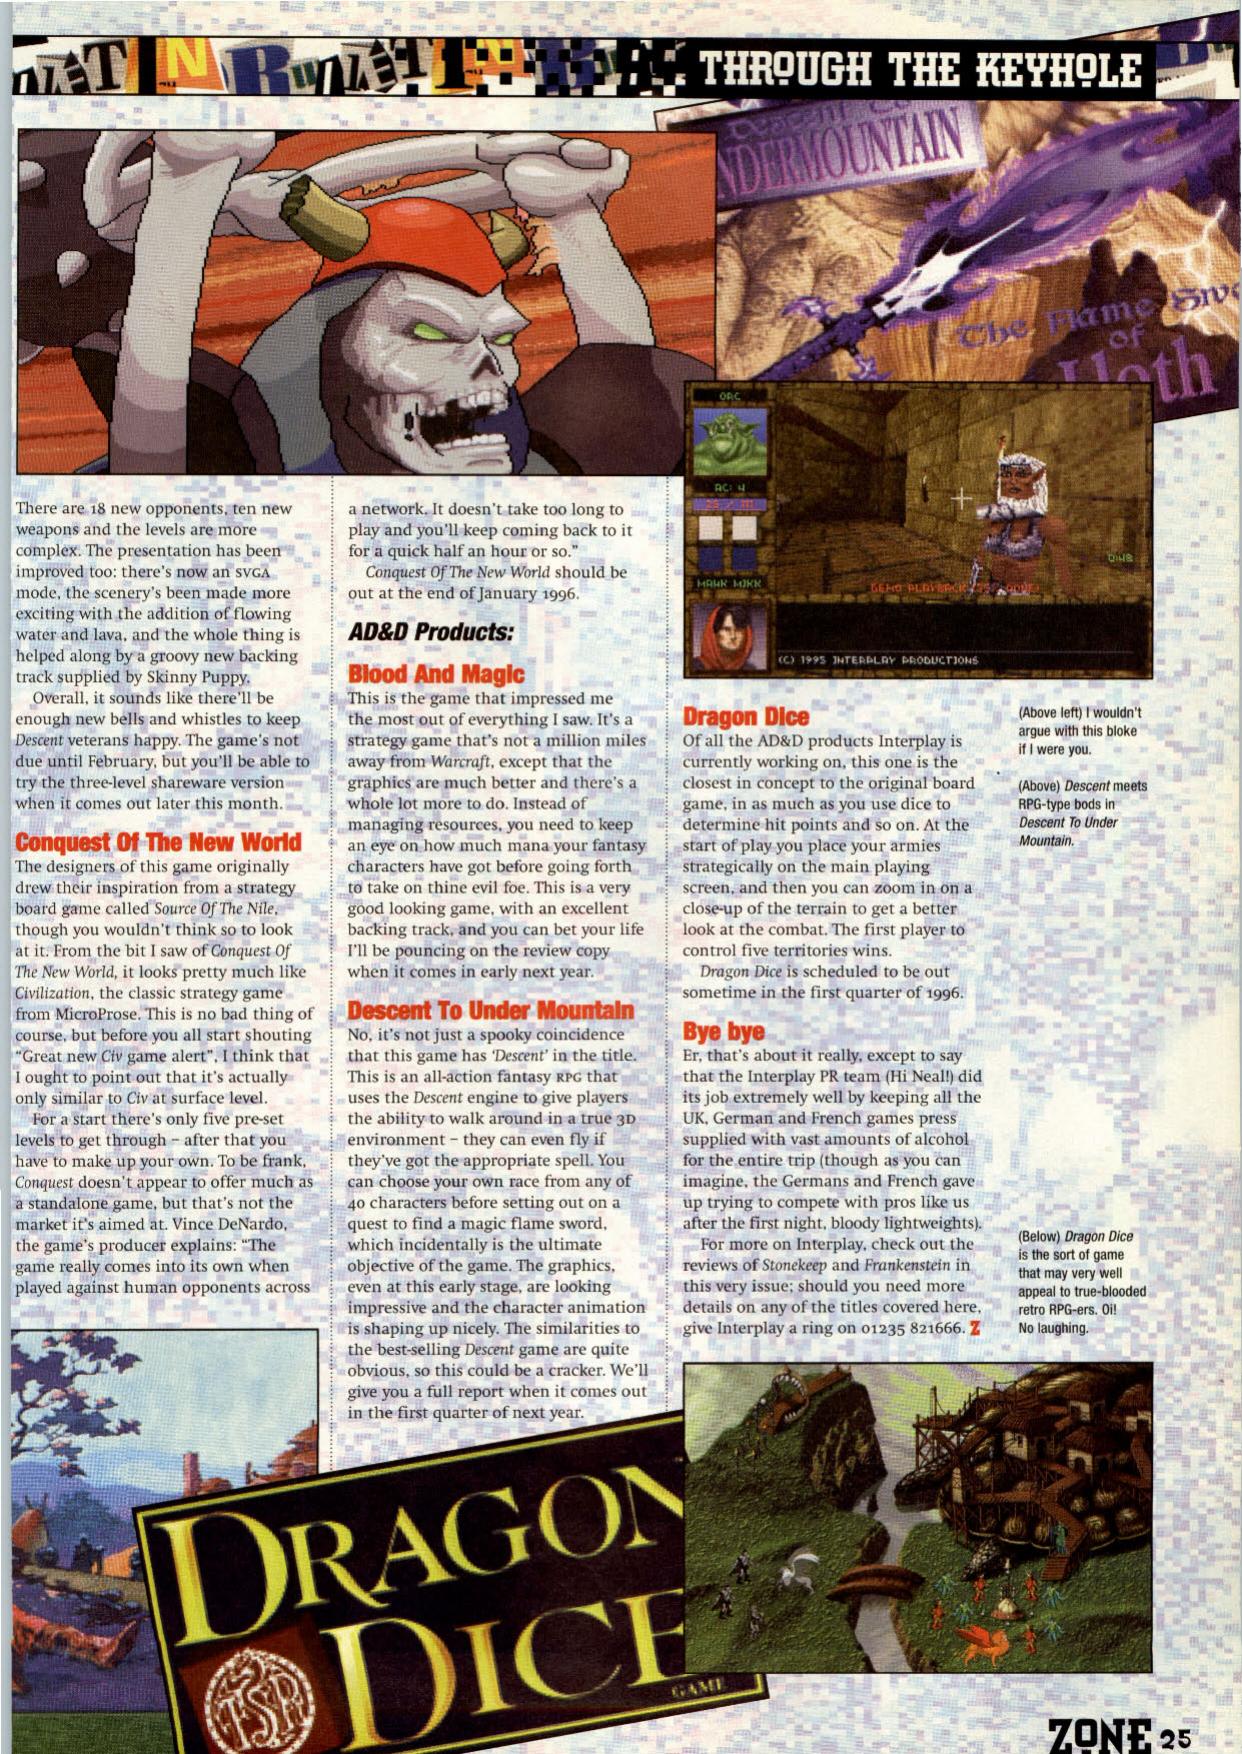 THROUGH THE KEYHOLE
UNDERMOUNTAIN
The Flame
of
ORC
AC: 4
(C) 1995 INTERPLAY PRODUCTIONS
There are 18 new opponents, ten new
weapons and the levels are more
complex. The presentation has been
improved too: there's now an SVGA
mode, the scenery's been made more
exciting with the addition of flowing
water and lava, and the whole thing is
helped along by a groovy new backing
track supplied by Skinny Puppy.
Overall, it sounds like there'll be
enough new bells and whistles to keep
Descent veterans happy. The game's not
due until February, but you'll be able to
try the three-level shareware version
when it comes out later this month.
Conquest Of The New World
The designers of this game originally
drew their inspiration from a strategy
board game called Source Of The Nile,
though you wouldn't think so to look
at it. From the bit I saw of Conquest Of
The New World, it looks pretty much like
Civilization, the classic strategy game
from MicroProse. This is no bad thing of
course, but before you all start shouting
"Great new Civ game alert", I think that
I ought to point out that it's actually
only similar to Civ at surface level.
For a start there's only five pre-set
levels to get through – after that you
have to make up your own. To be frank,
Conquest doesn't appear to offer much as
a standalone game, but that's not the
market it's aimed at. Vince DeNardo,
the game's producer explains: "The
game really comes into its own when
played against human opponents across
a network. It doesn't take too long to
play and you'll keep coming back to it
for a quick half an hour or so."
Conquest Of The New World should be
out at the end of January 1996.
AD&D Products:
Blood And Magic
This is the game that impressed me
the most out of everything I saw. It's a
strategy game that's not a million miles
away from Warcraft, except that the
graphics are much better and there's a
whole lot more to do. Instead of
managing resources, you need to keep
an eye on how much mana your fantasy
characters have got before going forth
to take on thine evil foe. This is a very
good looking game, with an excellent
backing track, and you can bet your life
I'll be pouncing on the review copy
when it comes in early next year.
Descent To Under Mountain
No, it's not just a spooky coincidence
that this game has 'Descent' in the title.
This is an all-action fantasy RPG that
uses the Descent engine to give players
the ability to walk around in a true 3D
environment – they can even fly if
they've got the appropriate spell. You
can choose your own race from any of
40 characters before setting out on a
quest to find a magic flame sword,
which incidentally is the ultimate
objective of the game. The graphics,
even at this early stage, are looking
impressive and the character animation
is shaping up nicely. The similarities to
the best-selling Descent game are quite
obvious, so this could be a cracker. We'll
give you a full report when it comes out
in the first quarter of next year.
Dragon Dice
Of all the AD&D products Interplay is
currently working on, this one is the
closest in concept to the original board
game, in as much as you use dice to
determine hit points and so on. At the
start of play you place your armies
strategically on the main playing
screen, and then you can zoom in on a
close-up of the terrain to get a better
look at the combat. The first player to
control five territories wins.
Dragon Dice is scheduled to be out
sometime in the first quarter of 1996.
Bye bye
Er, that's about it really, except to say
that the Interplay PR team (Hi Neal!) did
its job extremely well by keeping all the
UK, German and French games press
supplied with vast amounts of alcohol
for the entire trip (though as you can
imagine, the Germans and French gave
up trying to compete with pros like us
after the first night, bloody lightweights).
For more on Interplay, check out the
reviews of Stonekeep and Frankenstein in
this very issue; should you need more
details on any of the titles covered here,
give Interplay a ring on 01235 821666. Z
(Above left) I wouldn't
argue with this bloke
if I were you.
(Above) Descent meets
RPG-type bods in
Descent To Under
Mountain.
(Below) Dragon Dice
is the sort of game
that may very well
appeal to true-blooded
retro RPG-ers. Oi!
No laughing.
DRAGON
DICE
TSR
GAME
ZONE 25